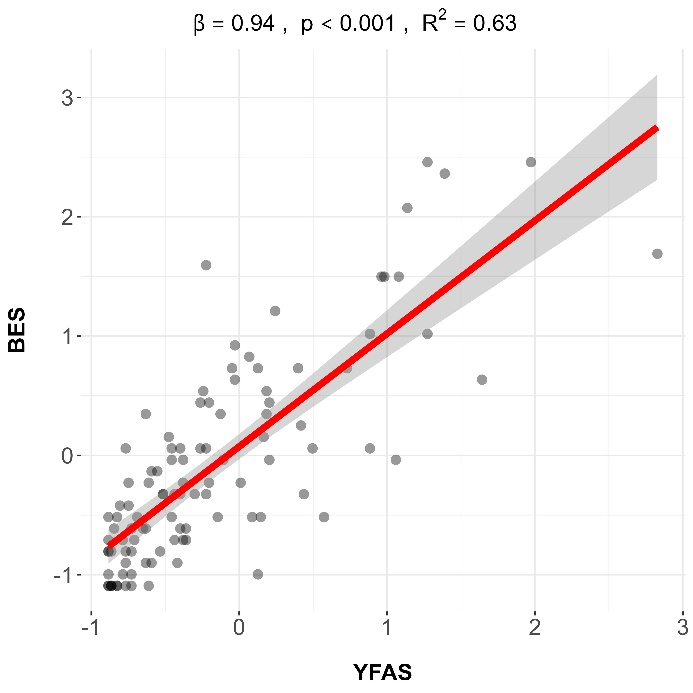 β = 0.94 , p < 0.001 , R² = 0.63
3
2
1
0
-1
BES
-1 0 1 2 3
YFAS